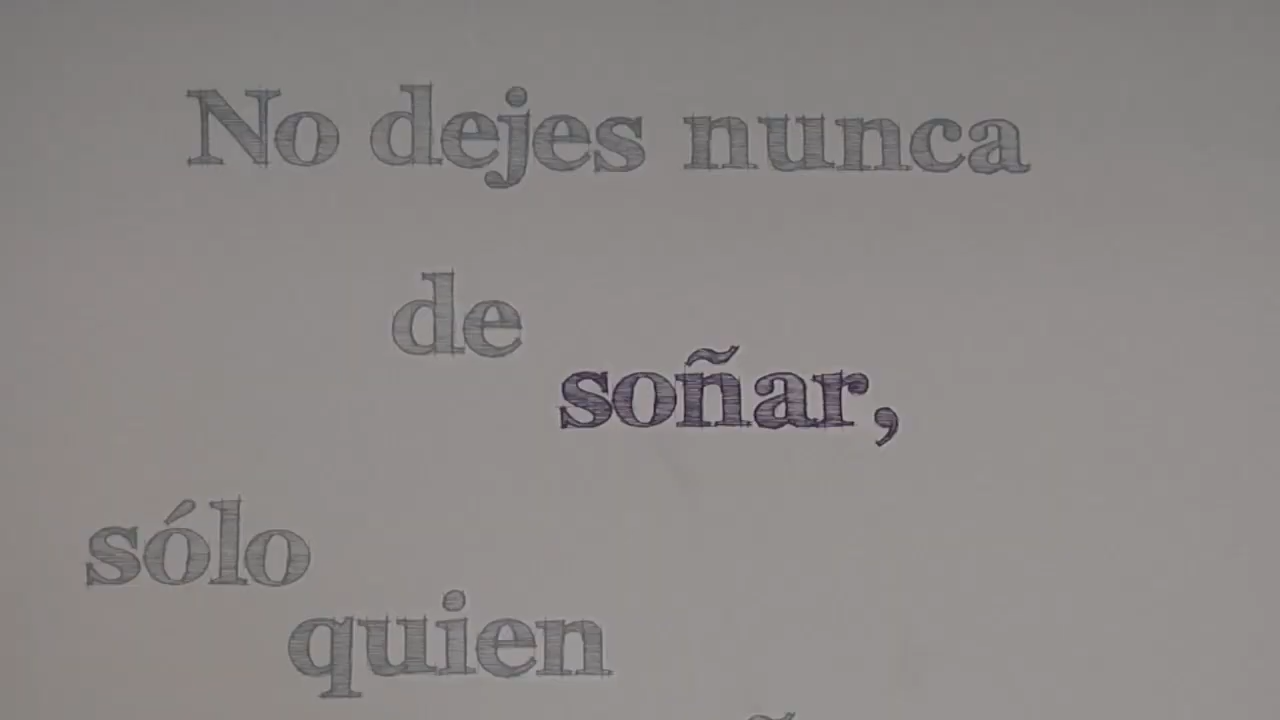 No dejes nunca
de
soñar,
sólo
quien